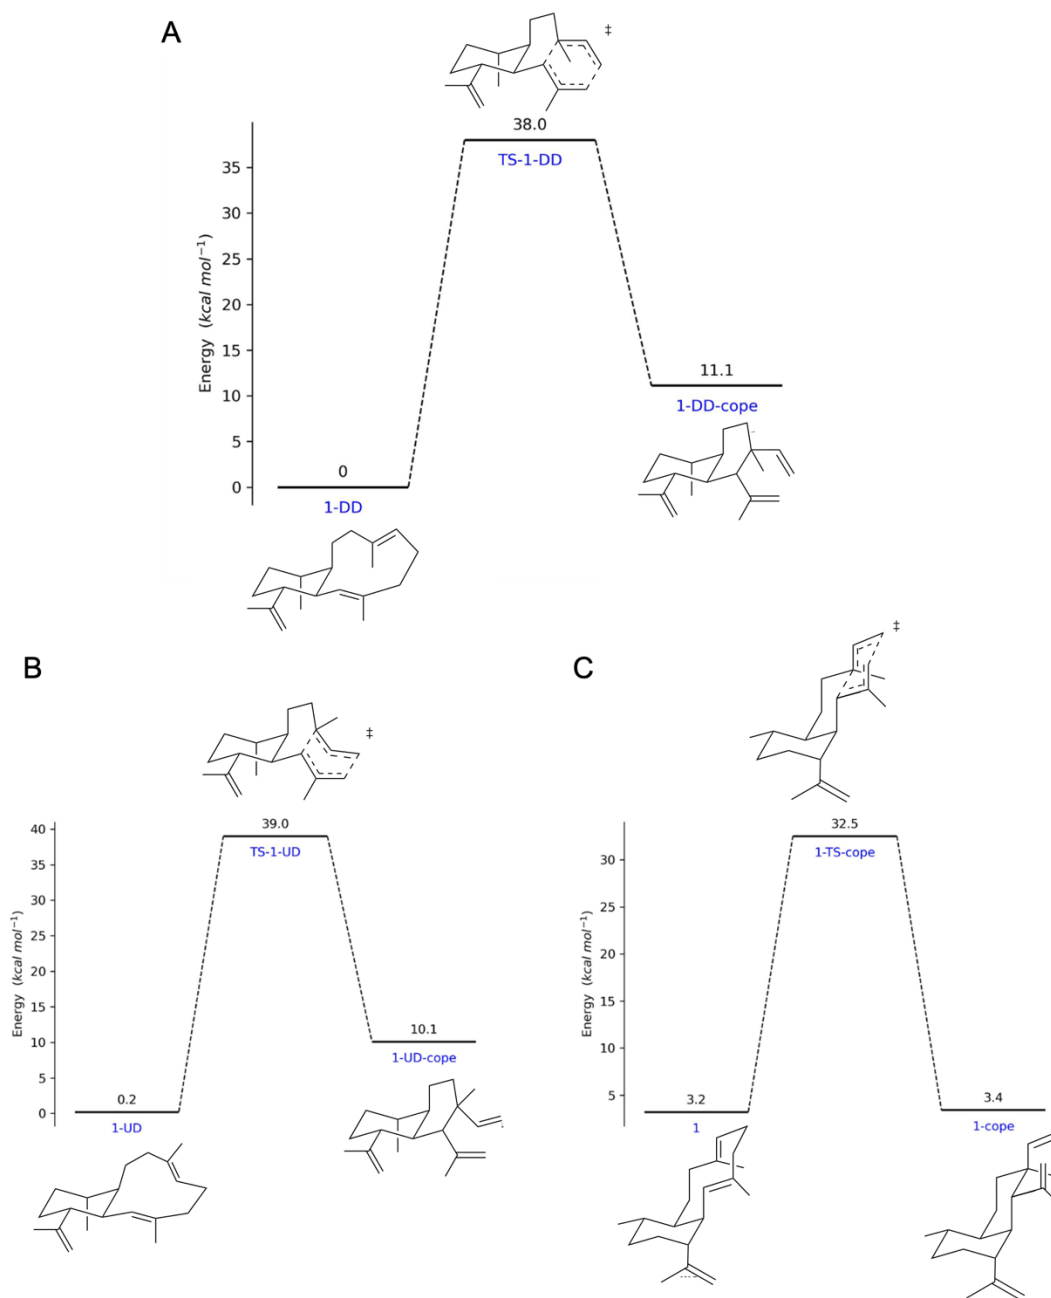 A
‡
38.0
TS-1-DD
35
30
25
20
15
10
5
0
Energy (kcal mol⁻¹)
11.1
1-DD-cope
0
1-DD
B
‡
39.0
TS-1-UD
40
35
30
25
20
15
10
5
0
Energy (kcal mol⁻¹)
10.1
1-UD-cope
0.2
1-UD
C
‡
32.5
1-TS-cope
30
25
20
15
10
5
Energy (kcal mol⁻¹)
3.2
1
3.4
1-cope